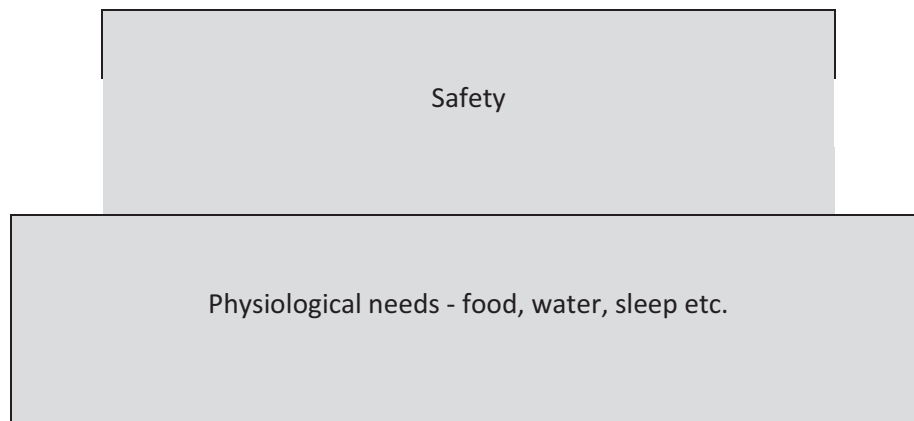 Safety
Physiological needs - food, water, sleep etc.